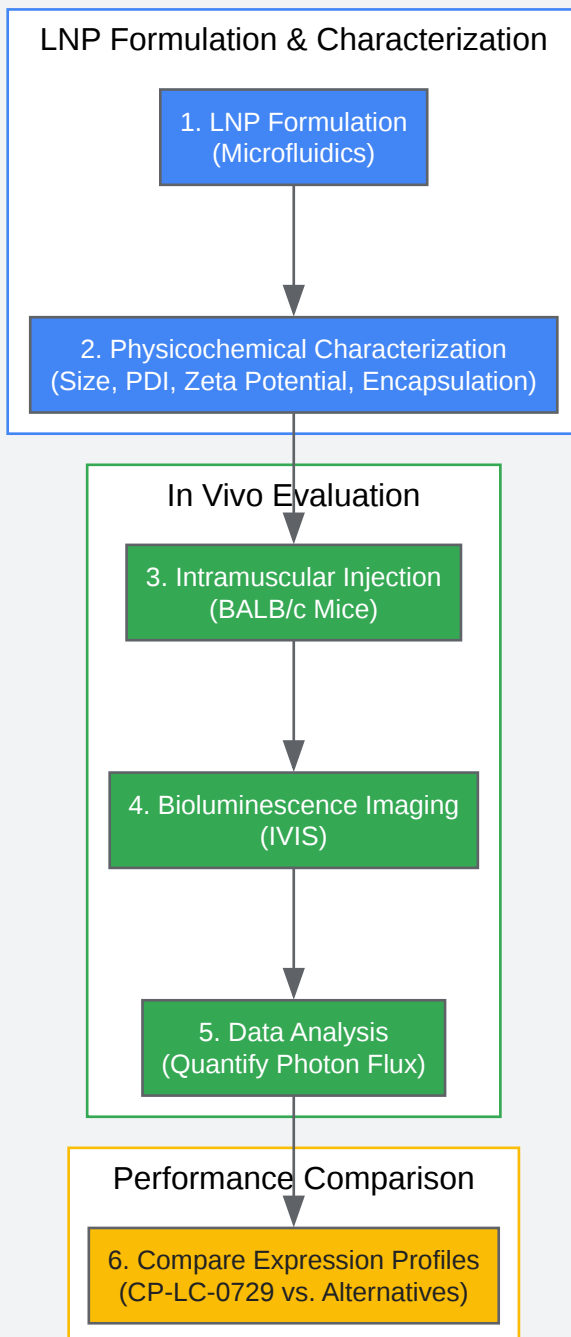 LNP Formulation & Characterization
1. LNP Formulation
(Microfluidics)
2. Physicochemical Characterization
(Size, PDI, Zeta Potential, Encapsulation)
In Vivo Evaluation
3. Intramuscular Injection
(BALB/c Mice)
4. Bioluminescence Imaging
(IVIS)
5. Data Analysis
(Quantify Photon Flux)
Performance Comparison
6. Compare Expression Profiles
(CP-LC-0729 vs. Alternatives)